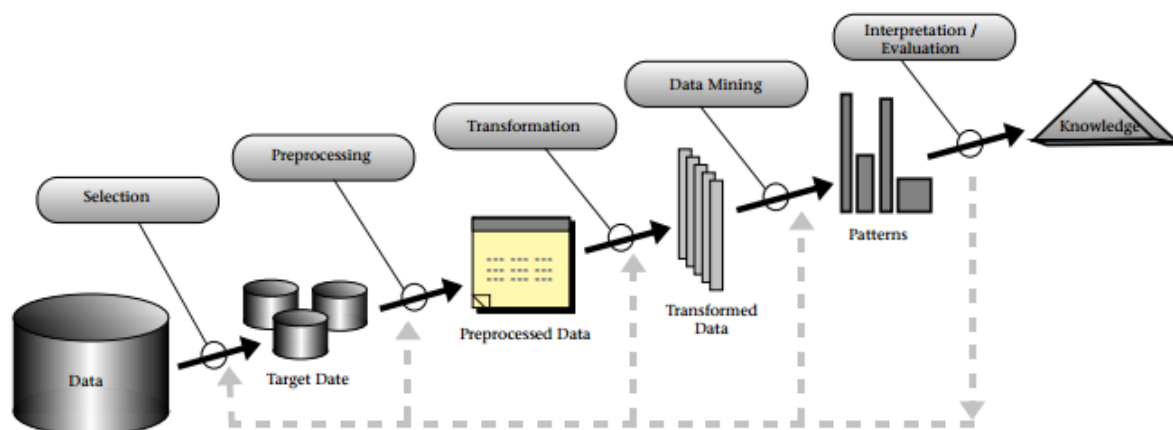 Interpretation /
Evaluation
Data Mining
Transformation
Preprocessing
Selection
Knowledge
Patterns
Transformed
Data
Preprocessed Data
Target Date
Data